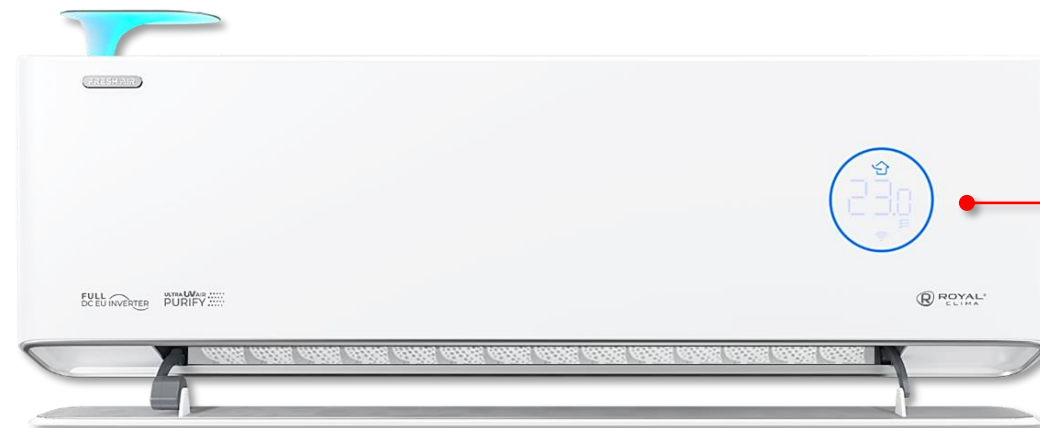 FRESH AIR
23.0
FULL
DC EU INVERTER
ULTRA UV AIR
PURIFY
R ROYAL®
CLIMA